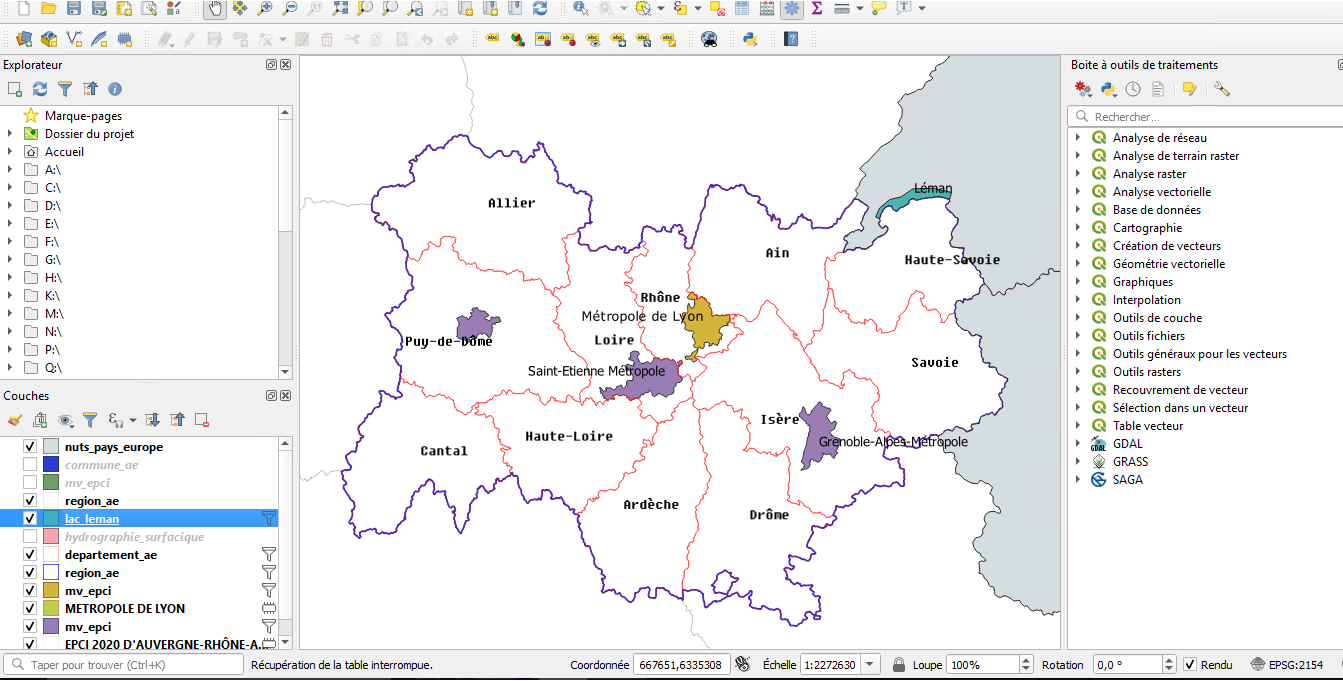 Explorateur
Marque-pages
Dossier du projet
Accueil
A:\
C:\
D:\
E:\
F:\
G:\
H:\
K:\
M:\
N:\
P:\
Q:\
Couches
nuts_pays_europe
commune_ae
mv_epci
region_ae
lac_leman
hydrographie_surfacique
departement_ae
region_ae
mv_epci
METROPOLE DE LYON
mv_epci
EPCI 2020 D'AUVERGNE-RHÔNE-A...
Léman
Allier
Ain
Haute-Savoie
Rhône
Métropole de Lyon
Loire
Puy-de-Dôme
Savoie
Saint-Etienne Métropole
Isère
Haute-Loire
Grenoble-Alpes-Métropole
Cantal
Ardèche
Drôme
Boite à outils de traitements
Rechercher...
Analyse de réseau
Analyse de terrain raster
Analyse raster
Analyse vectorielle
Base de données
Cartographie
Création de vecteurs
Géométrie vectorielle
Graphiques
Interpolation
Outils de couche
Outils fichiers
Outils généraux pour les vecteurs
Outils rasters
Recouvrement de vecteur
Sélection dans un vecteur
Table vecteur
GDAL
GRASS
SAGA
Taper pour trouver (Ctrl+K) Récupération de la table interrompue. Coordonnée 667651,6335308 Échelle 1:2272630 Loupe 100% Rotation 0,0 ° Rendu EPSG:2154